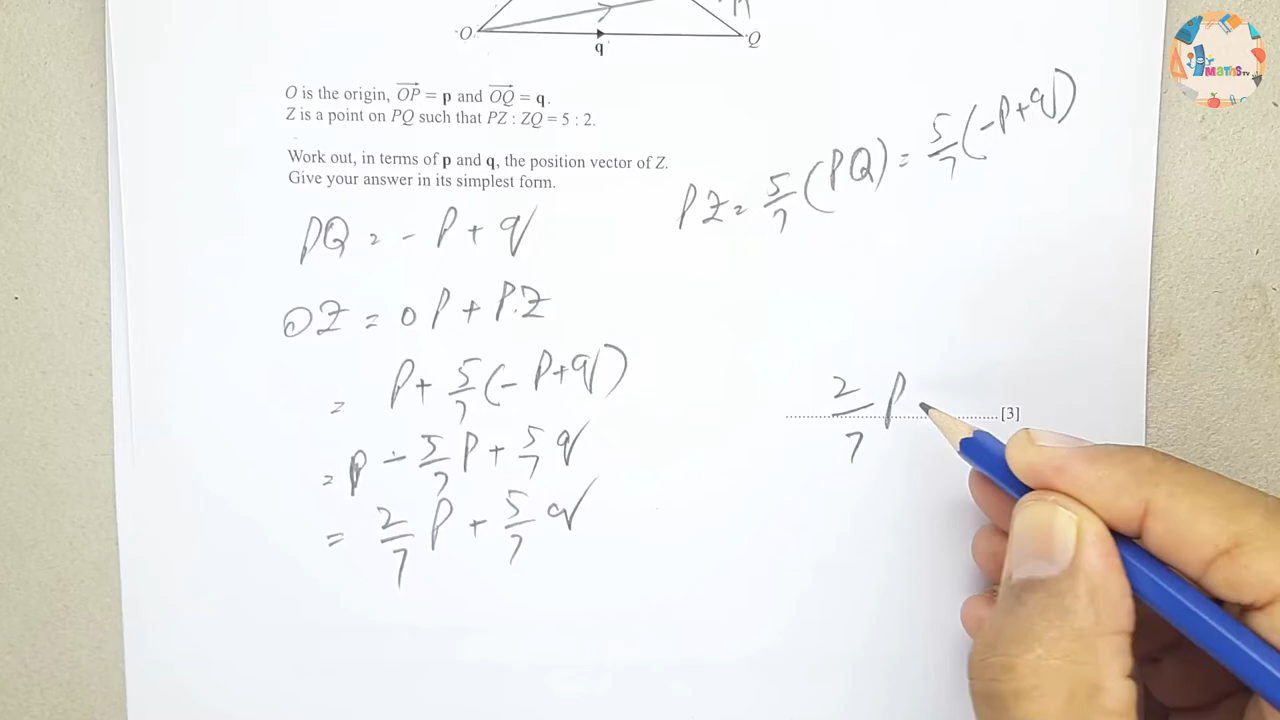 O
Q
q
O is the origin, OP = p and OQ = q.
Z is a point on PQ such that PZ : ZQ = 5 : 2.
Work out, in terms of p and q, the position vector of Z.
Give your answer in its simplest form.
PZ = 5/7 (PQ) = 5/7 (-P+q)
PQ = - P + q
OZ = OP + PZ
= P + 5/7 (- P+q)
= P - 5/7 P + 5/7 q
= 2/7 P + 5/7 q
2/7 P
[3]
MATHS TV